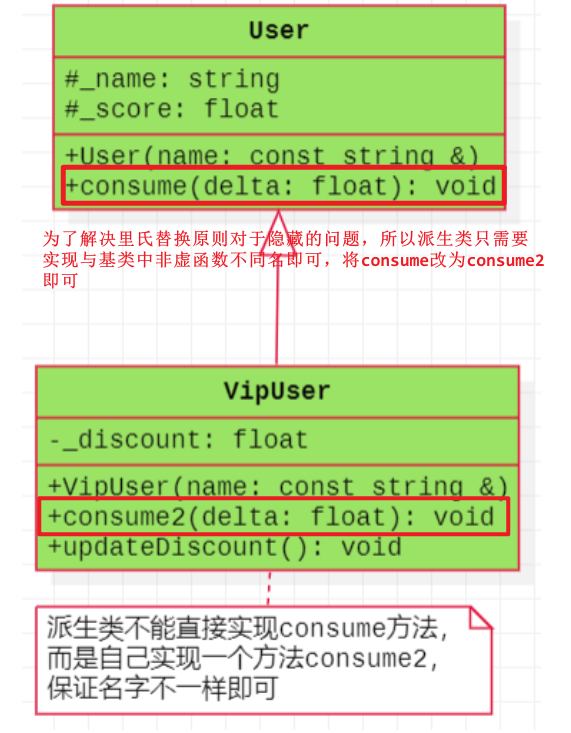 User
#_name: string
#_score: float
+User(name: const string &)
+consume(delta: float): void
为了解决里氏替换原则对于隐藏的问题，所以派生类只需要
实现与基类中非虚函数不同名即可，将consume改为consume2
即可
VipUser
-_discount: float
+VipUser(name: const string &)
+consume2(delta: float): void
+updateDiscount(): void
派生类不能直接实现consume方法，
而是自己实现一个方法consume2，
保证名字不一样即可